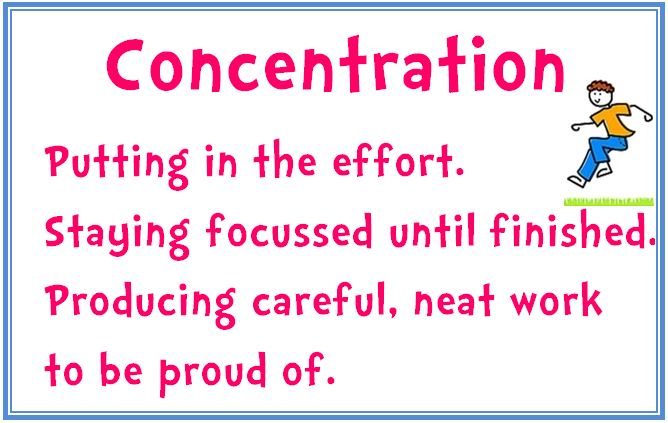 Concentration
Putting in the effort.
Staying focussed until finished.
Producing careful, neat work
to be proud of.